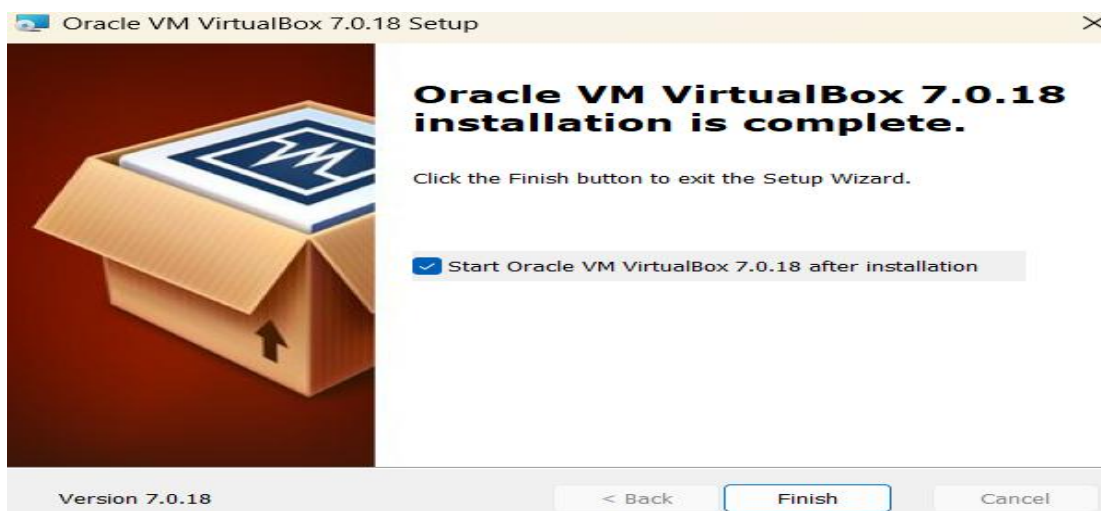 Oracle VM VirtualBox 7.0.18 Setup
Oracle VM VirtualBox 7.0.18
installation is complete.
Click the Finish button to exit the Setup Wizard.
Start Oracle VM VirtualBox 7.0.18 after installation
Version 7.0.18
< Back
Finish
Cancel